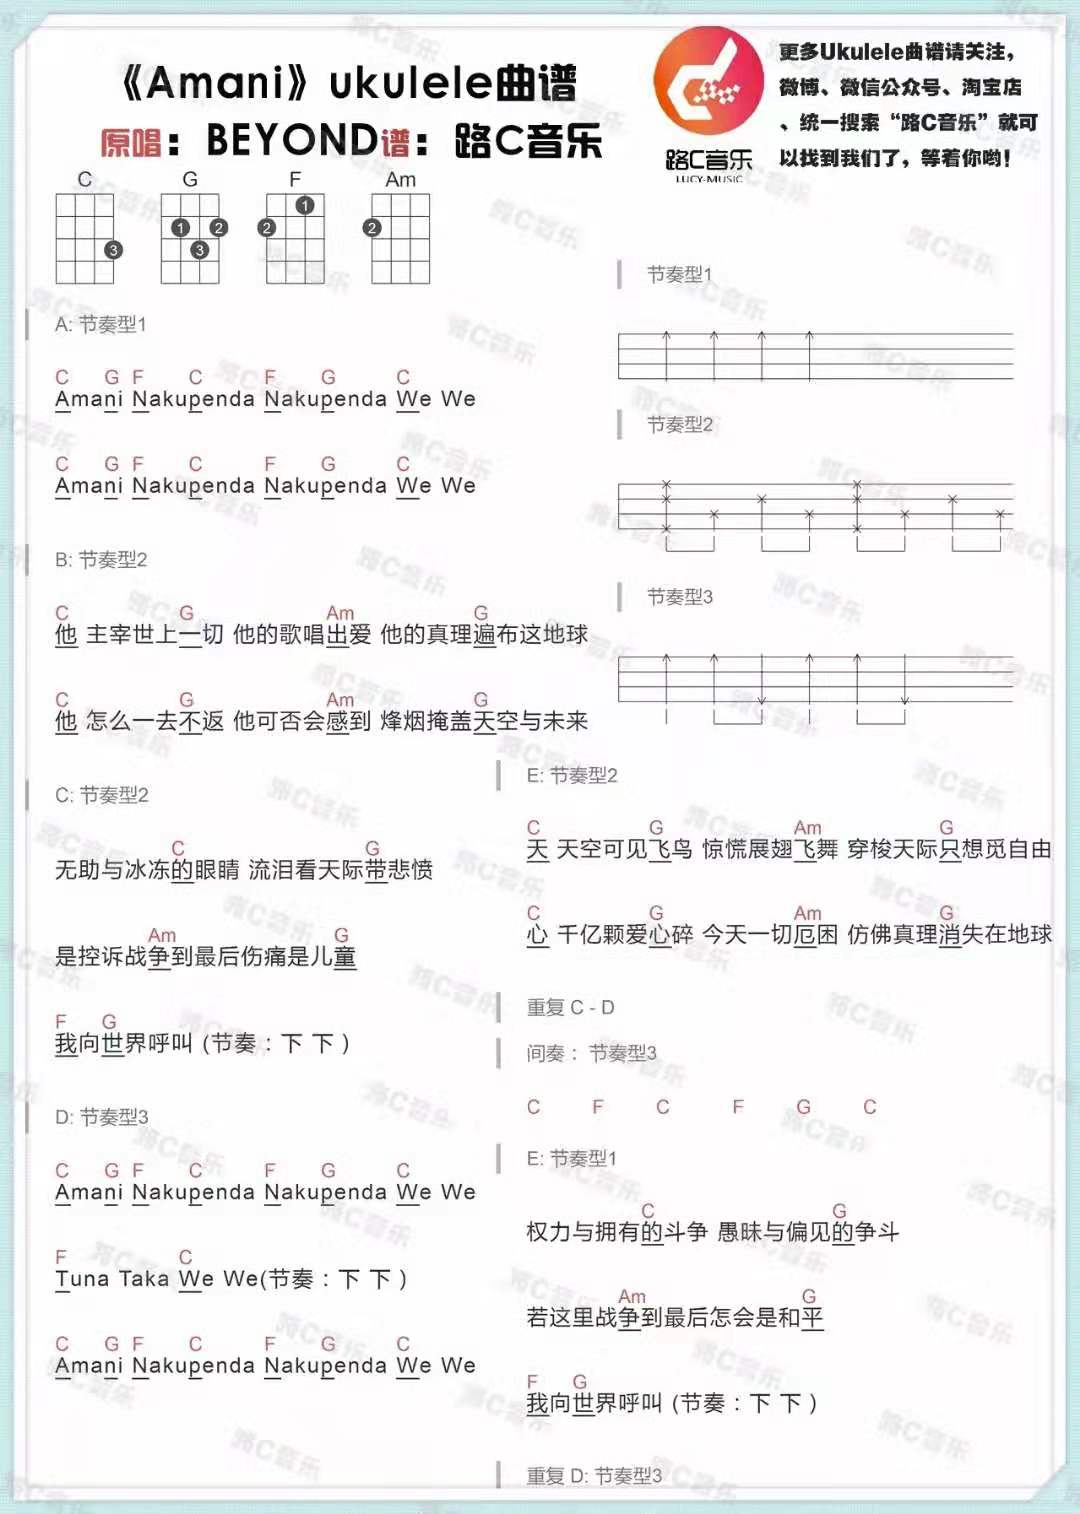 《Amani》ukulele曲谱
原唱：BEYOND谱：路C音乐
路C音乐
LUCY-MUSIC
更多Ukulele曲谱请关注，
微博、微信公众号、淘宝店
、统一搜索“路C音乐”就可
以找到我们了，等着你哟！
C G F Am
3 1 2 3 1 2 2
A: 节奏型1
C G F C F G C
Amani Nakupenda Nakupenda We We
C G F C F G C
Amani Nakupenda Nakupenda We We
B: 节奏型2
C G Am G
他 主宰世上一切 他的歌唱出爱 他的真理遍布这地球
C G Am G
他 怎么一去不返 他可否会感到 烽烟掩盖天空与未来
C: 节奏型2
C G
无助与冰冻的眼睛 流泪看天际带悲愤
Am G
是控诉战争到最后伤痛是儿童
F G
我向世界呼叫 (节奏：下 下 )
D: 节奏型3
C G F C F G C
Amani Nakupenda Nakupenda We We
F C
Tuna Taka We We(节奏：下 下 )
C G F C F G C
Amani Nakupenda Nakupenda We We
节奏型1
节奏型2
节奏型3
E: 节奏型2
C G Am G
天 天空可见飞鸟 惊慌展翅飞舞 穿梭天际只想觅自由
C G Am G
心 千亿颗爱心碎 今天一切厄困 仿佛真理消失在地球
重复 C - D
间奏： 节奏型3
C F C F G C
E: 节奏型1
C G
权力与拥有的斗争 愚昧与偏见的争斗
Am G
若这里战争到最后怎会是和平
F G
我向世界呼叫 (节奏：下 下 )
重复 D: 节奏型3